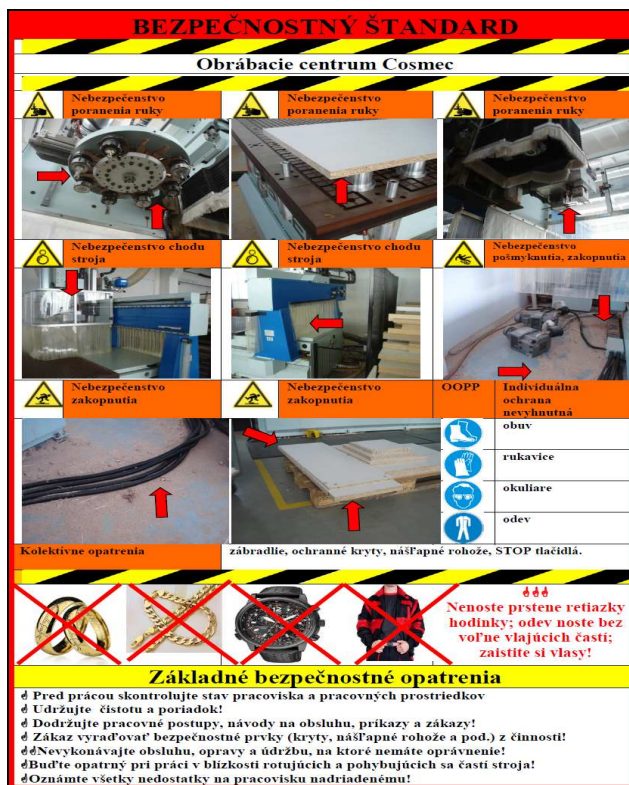 BEZPEČNOSTNÝ ŠTANDARD
Obrábacie centrum Cosmec
Nebezpečenstvo
poranenia ruky
Nebezpečenstvo
poranenia ruky
Nebezpečenstvo
poranenia ruky
Nebezpečenstvo chodu
stroja
Nebezpečenstvo chodu
stroja
Nebezpečenstvo
pošmyknutia, zakopnutia
Nebezpečenstvo
zakopnutia
Nebezpečenstvo
zakopnutia
OOPP
Individuálna
ochrana
nevyhnutná
obuv
rukavice
okuliare
odev
Kolektívne opatrenia
zábradlie, ochranné kryty, nášľapné rohože, STOP tlačidlá.
Nenoste prstene retiazky
hodinky; odev noste bez
voľne vlajúcich častí;
zaistite si vlasy!
Základné bezpečnostné opatrenia
Pred prácou skontrolujte stav pracoviska a pracovných prostriedkov
Udržujte čistotu a poriadok!
Dodržujte pracovné postupy, návody na obsluhu, príkazy a zákazy!
Zákaz vyraďovať bezpečnostné prvky (kryty, nášľapné rohože a pod.) z činnosti!
Nevykonávajte obsluhu, opravy a údržbu, na ktoré nemáte oprávnenie!
Buďte opatrný pri práci v blízkosti rotujúcich a pohybujúcich sa častí stroja!
Oznámte všetky nedostatky na pracovisku nadriadenému!